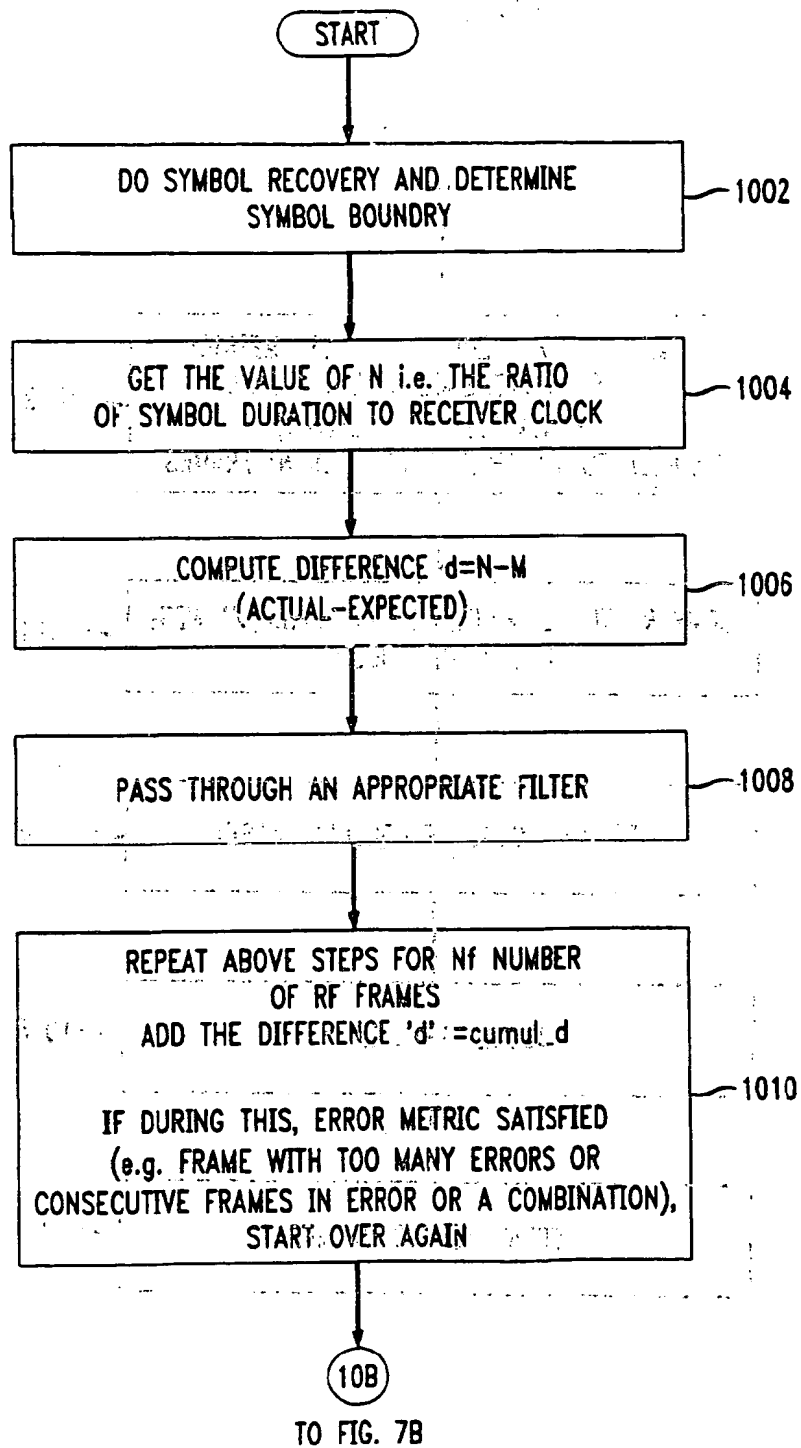 START
DO SYMBOL RECOVERY AND DETERMINE
SYMBOL BOUNDRY
1002
GET THE VALUE OF N i.e. THE RATIO
OF SYMBOL DURATION TO RECEIVER CLOCK
1004
COMPUTE DIFFERENCE d=N-M
(ACTUAL-EXPECTED)
1006
PASS THROUGH AN APPROPRIATE FILTER
1008
REPEAT ABOVE STEPS FOR Nf NUMBER
OF RF FRAMES
ADD THE DIFFERENCE 'd' :=cumul_d
IF DURING THIS, ERROR METRIC SATISFIED
(e.g. FRAME WITH TOO MANY ERRORS OR
CONSECUTIVE FRAMES IN ERROR OR A COMBINATION),
START OVER AGAIN
1010
10B
TO FIG. 7B